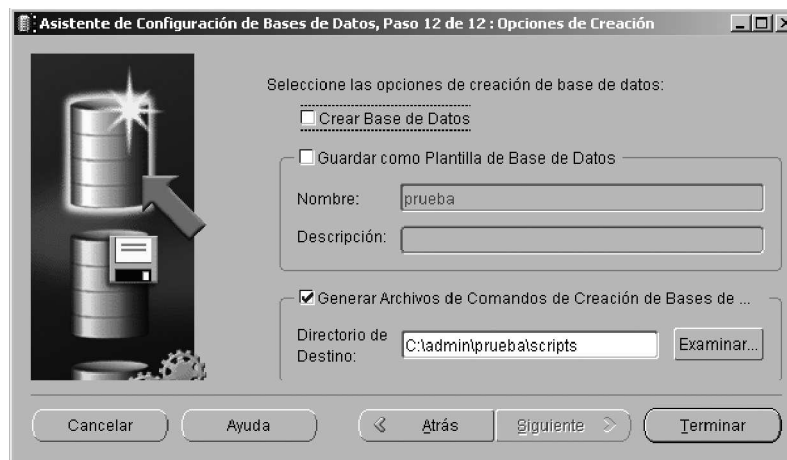 Asistente de Configuración de Bases de Datos, Paso 12 de 12 : Opciones de Creación
Seleccione las opciones de creación de base de datos:
Crear Base de Datos
Guardar como Plantilla de Base de Datos
Nombre: prueba
Descripción:
Generar Archivos de Comandos de Creación de Bases de ...
Directorio de
Destino: C:\admin\prueba\scripts Examinar...
Cancelar Ayuda Atrás Siguiente Terminar